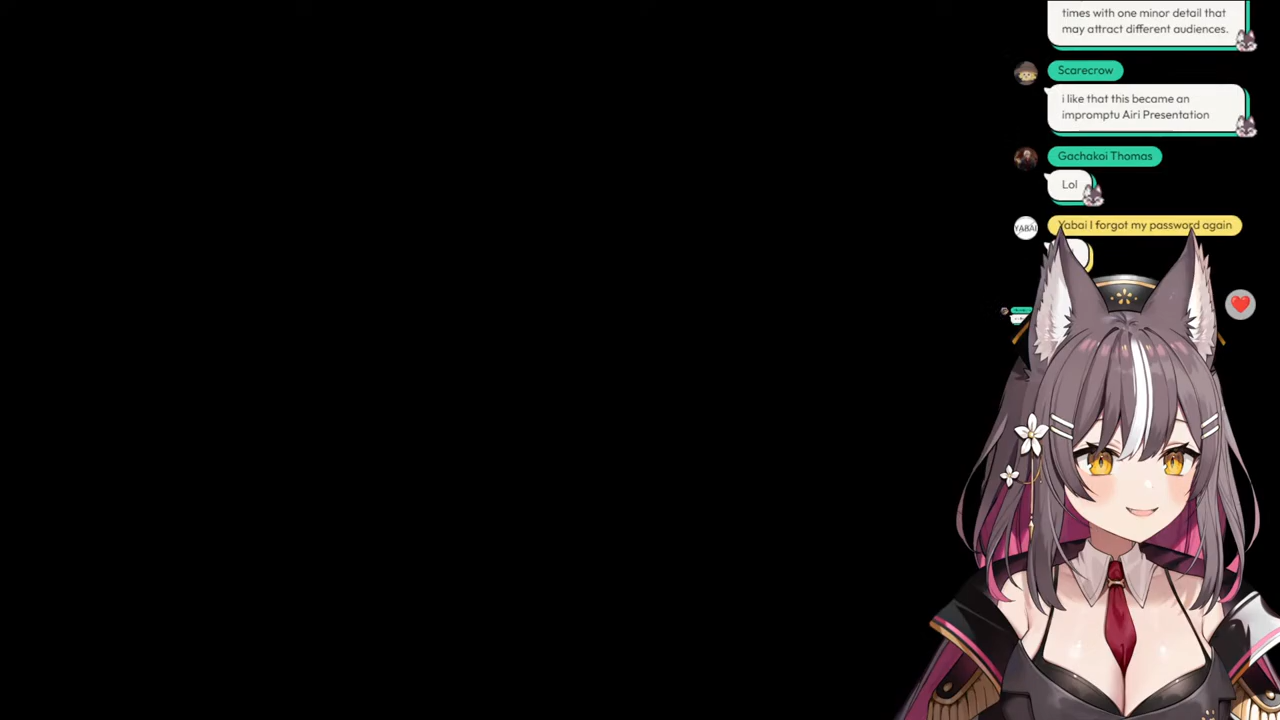 times with one minor detail that
may attract different audiences.
Scarecrow
i like that this became an
impromptu Airi Presentation
Gachakoi Thomas
Lol
YABAI
Yabai I forgot my password again